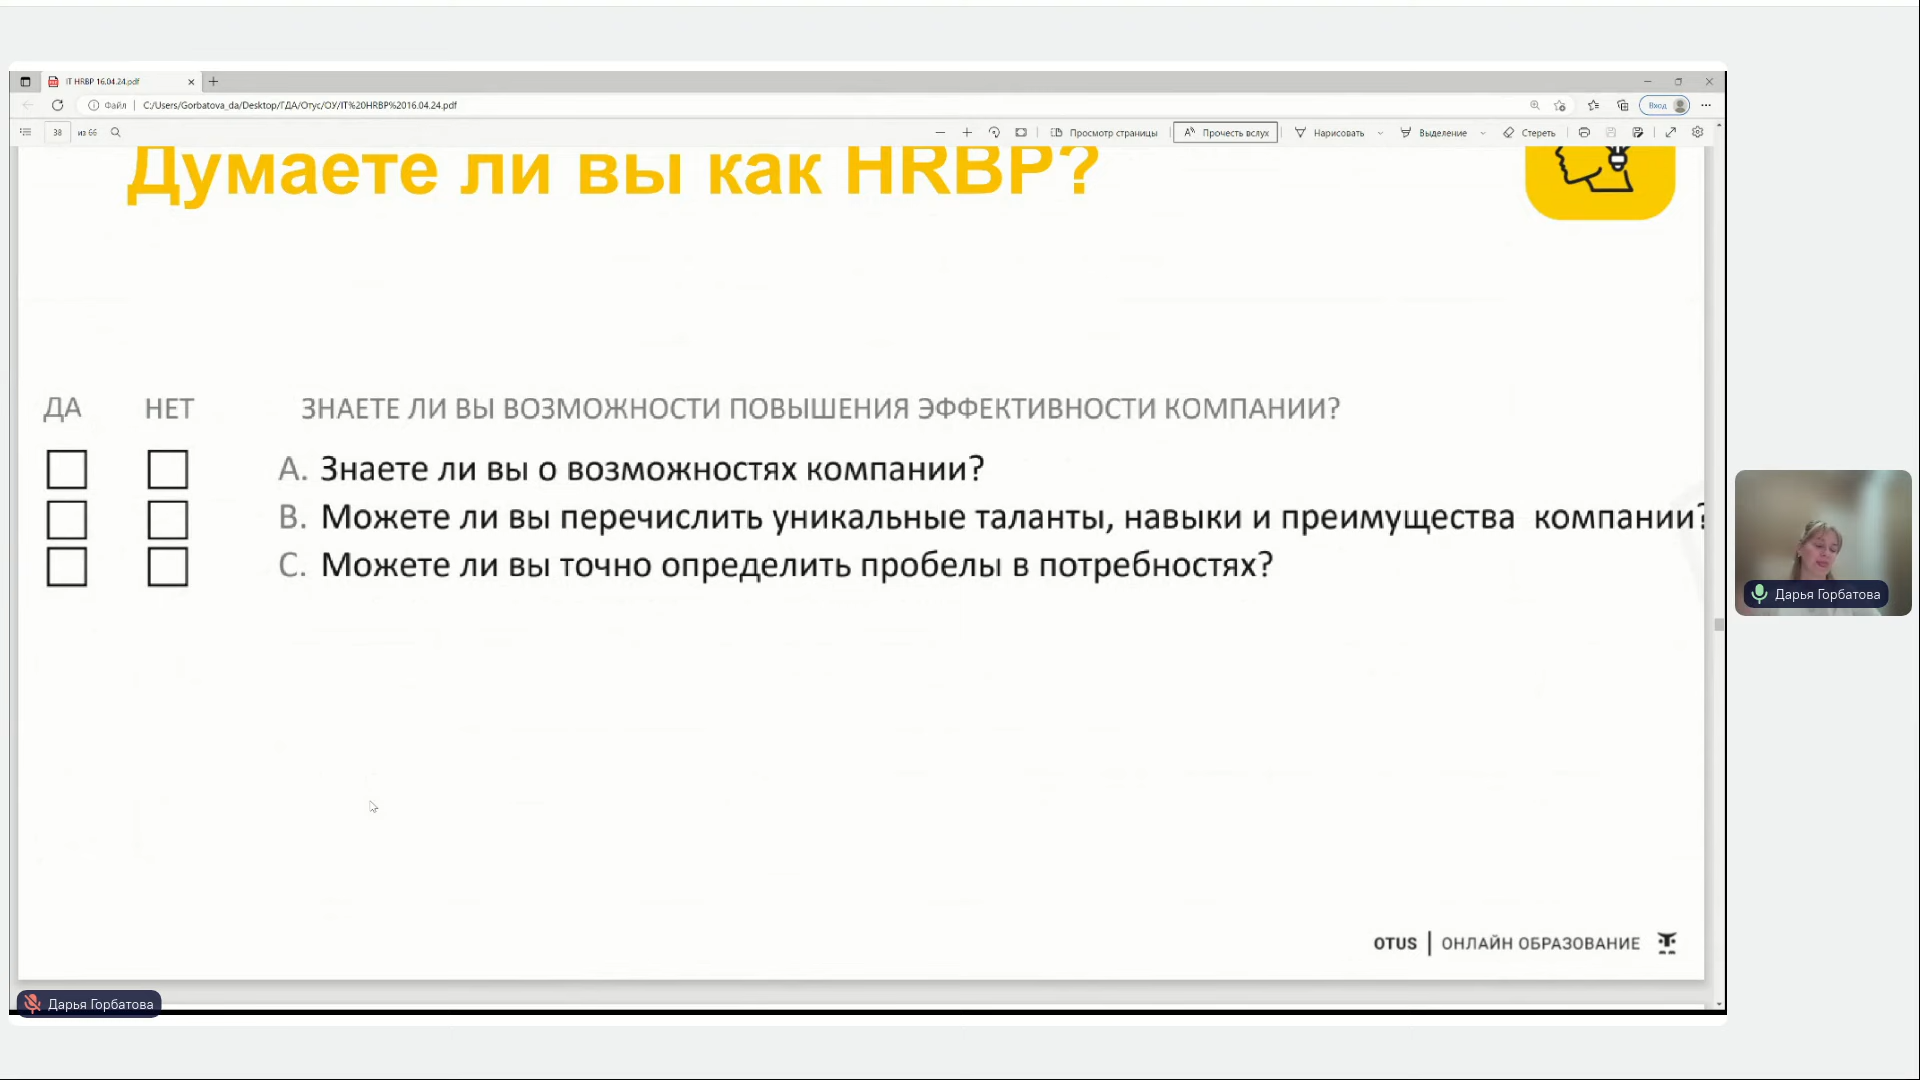 IT HRBP 16.04.24.pdf
Файл C:/Users/Gorbatova_da/Desktop/ГДА/Отус/ОУ/IT%20HRBP%2016.04.24.pdf
Вход
38 из 66
Просмотр страницы
Прочесть вслух
Нарисовать
Выделение
Стереть
Думаете ли вы как HRBP?
ДА НЕТ ЗНАЕТЕ ЛИ ВЫ ВОЗМОЖНОСТИ ПОВЫШЕНИЯ ЭФФЕКТИВНОСТИ КОМПАНИИ?
A. Знаете ли вы о возможностях компании?
B. Можете ли вы перечислить уникальные таланты, навыки и преимущества компании?
C. Можете ли вы точно определить пробелы в потребностях?
Дарья Горбатова
OTUS | ОНЛАЙН ОБРАЗОВАНИЕ
Дарья Горбатова